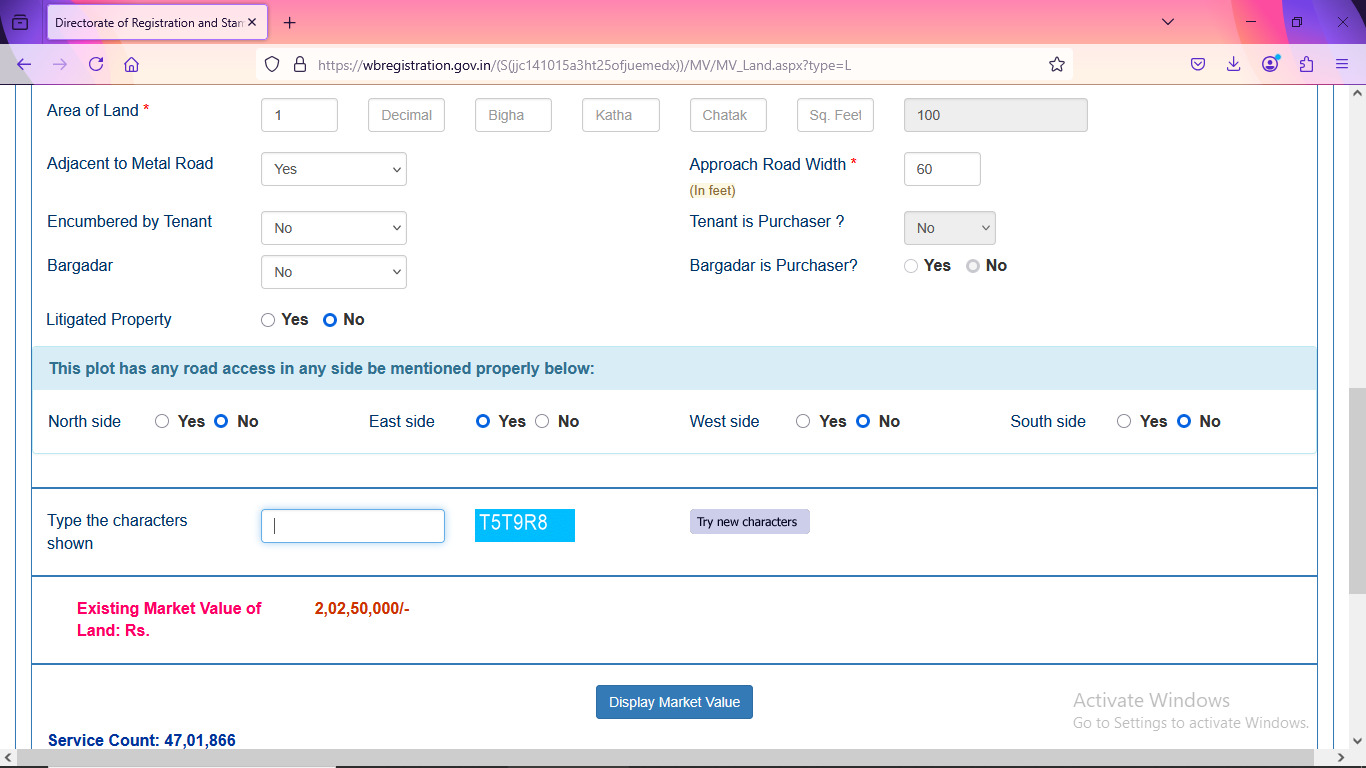 Directorate of Registration and Stam
https://wbregistration.gov.in/(S(jjc141015a3ht25ofjuemedx))/MV/MV_Land.aspx?type=L
Area of Land * 1 Decimal Bigha Katha Chatak Sq. Feet 100
Adjacent to Metal Road Yes Approach Road Width * 60
(In feet)
Encumbered by Tenant No Tenant is Purchaser ? No
Bargadar No Bargadar is Purchaser? Yes No
Litigated Property Yes No
This plot has any road access in any side be mentioned properly below:
North side Yes No East side Yes No West side Yes No South side Yes No
Type the characters T5T9R8 Try new characters
shown
Existing Market Value of 2,02,50,000/-
Land: Rs.
Display Market Value
Activate Windows
Go to Settings to activate Windows.
Service Count: 47,01,866